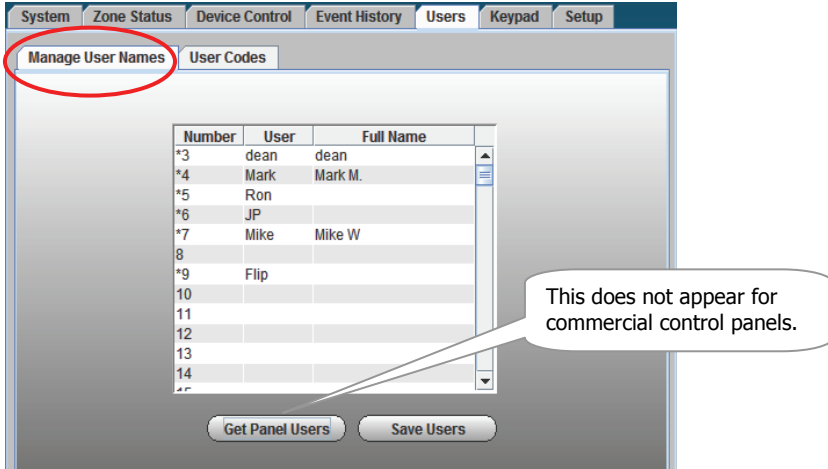 System Zone Status Device Control Event History Users Keypad Setup
Manage User Names User Codes
Number User Full Name
*3 dean dean
*4 Mark Mark M.
*5 Ron
*6 JP
*7 Mike Mike W
8
*9 Flip
10
11
12
13
14
This does not appear for
commercial control panels.
Get Panel Users Save Users